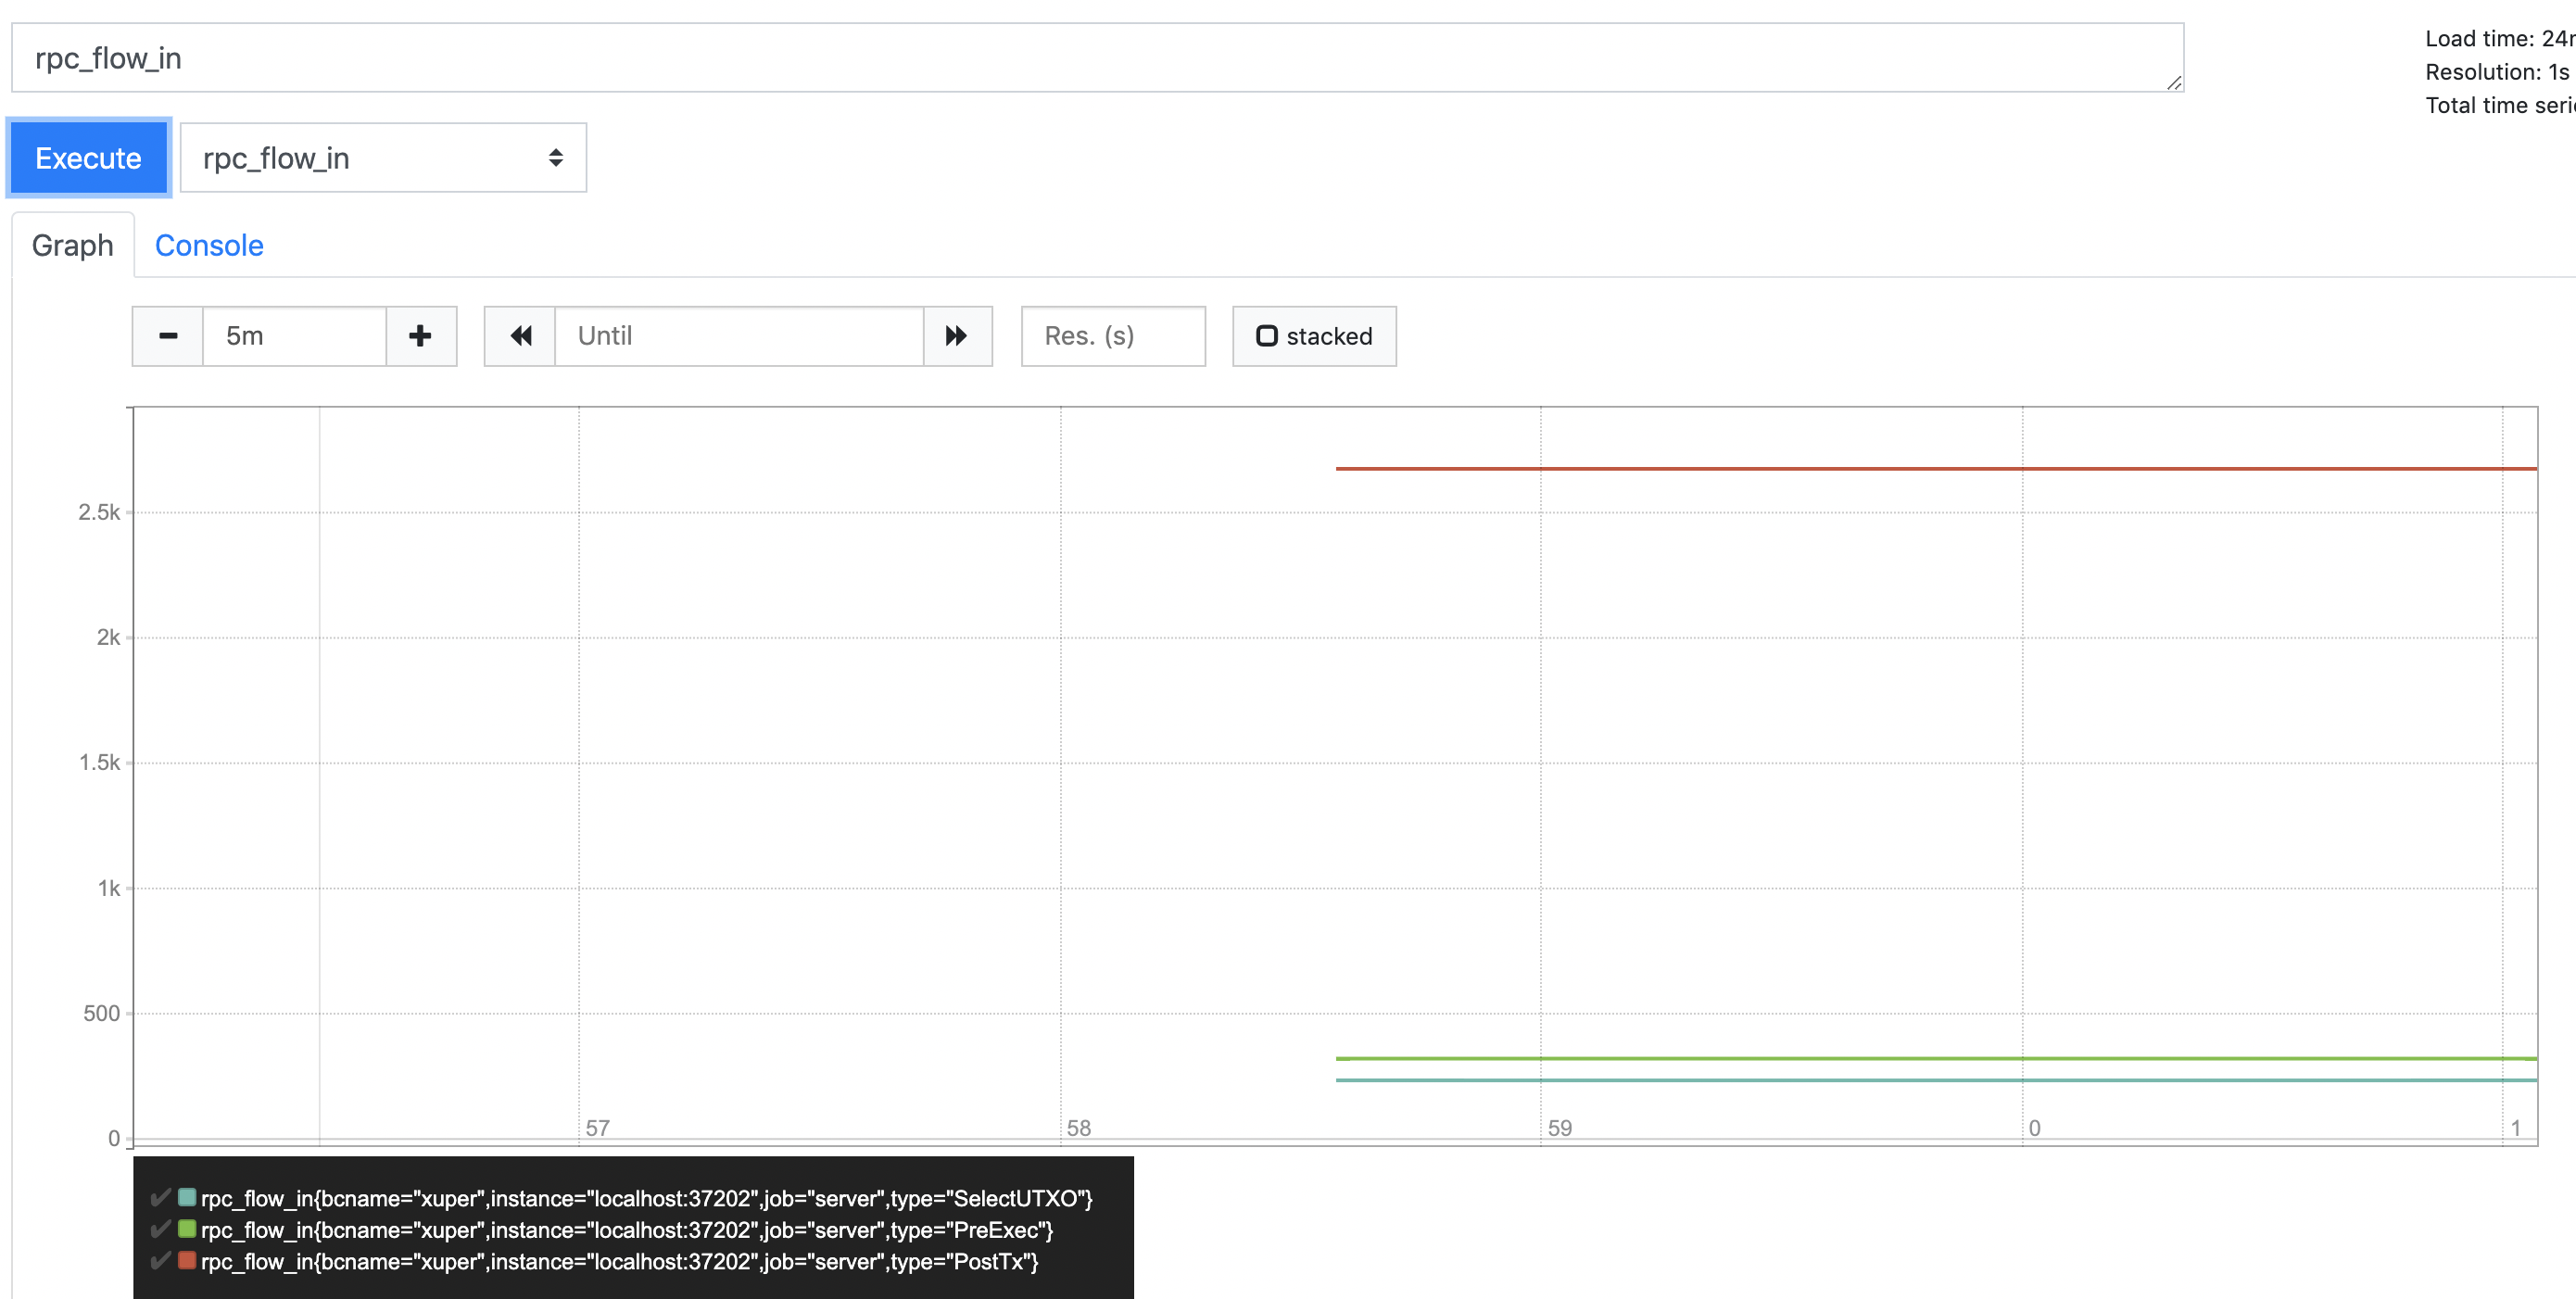 rpc_flow_in
Load time: 24
Resolution: 1s
Total time
Execute
rpc_flow_in
Graph
Console
5m
Until
Res. (s)
stacked
2.5k
2k
1.5k
1k
500
0
57
58
59
0
1
rpc_flow_in{bcname="xuper",instance="localhost:37202",job="server",type="SelectUTXO"}
rpc_flow_in{bcname="xuper",instance="localhost:37202",job="server",type="PreExec"}
rpc_flow_in{bcname="xuper",instance="localhost:37202",job="server",type="PostTx"}